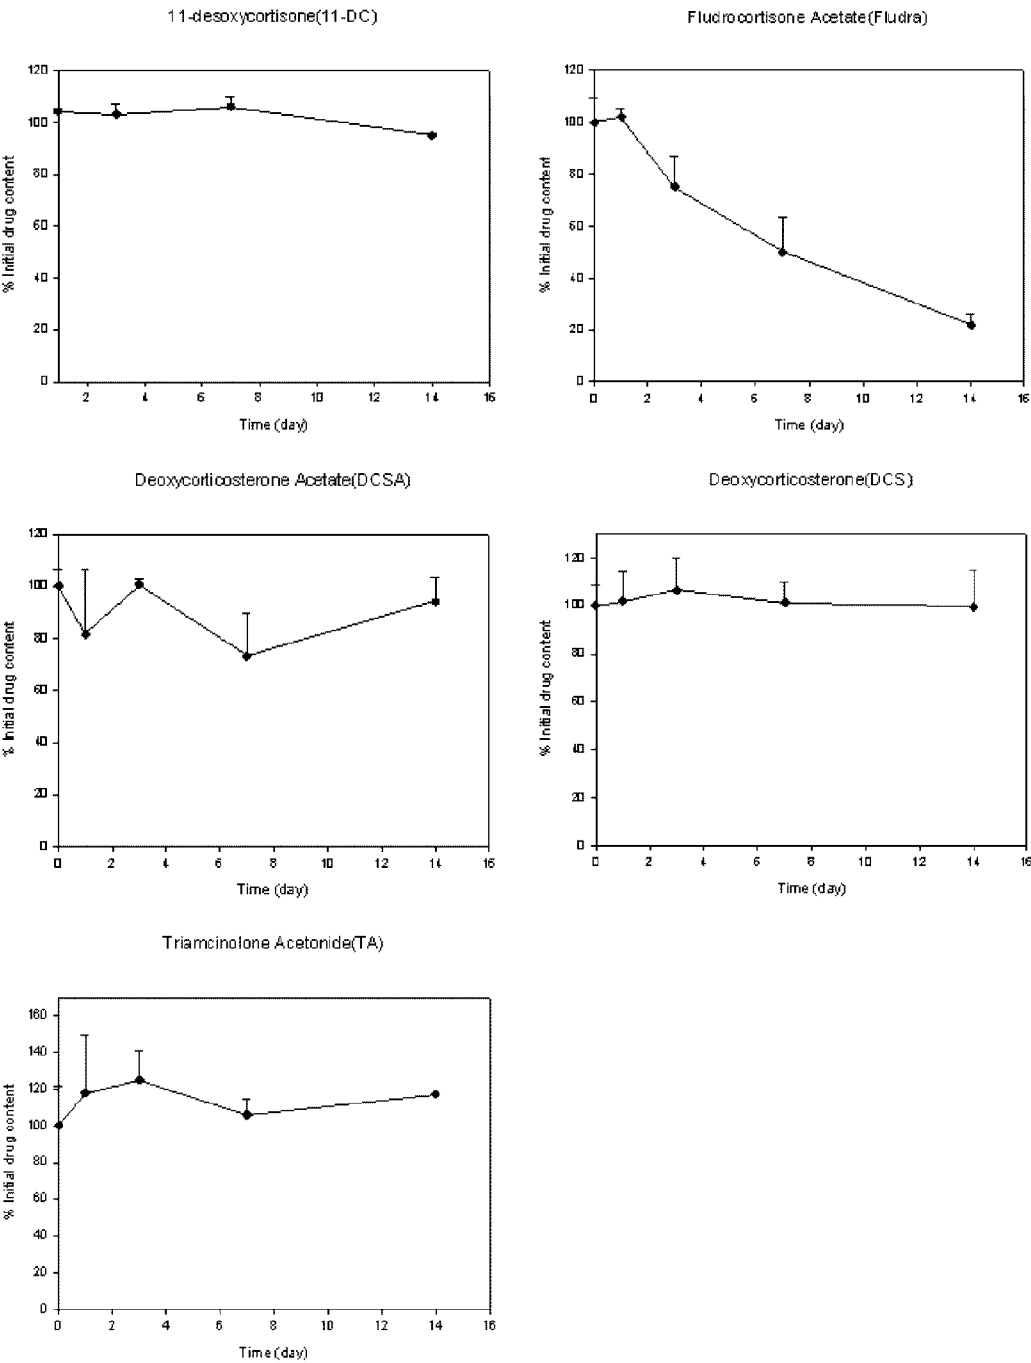 11-desoxycortisone(11-DC)
120
100
80
60
40
20
0
% Initial drug content
2 4 6 8 10 12 14 16
Time (day)
Fludrocortisone Acetate(Fludra)
120
100
80
60
40
20
0
% Initial drug content
0 2 4 6 8 10 12 14 16
Time (day)
Deoxycorticosterone Acetate(DCSA)
120
100
80
60
40
20
0
% Initial drug content
0 2 4 6 8 10 12 14 16
Time (day)
Deoxycorticosterone(DCS)
120
100
80
60
40
20
0
% Initial drug content
0 2 4 6 8 10 12 14 16
Time (day)
Triamcinolone Acetonide(TA)
160
140
120
100
80
60
40
20
0
% Initial drug content
0 2 4 6 8 10 12 14 16
Time (day)